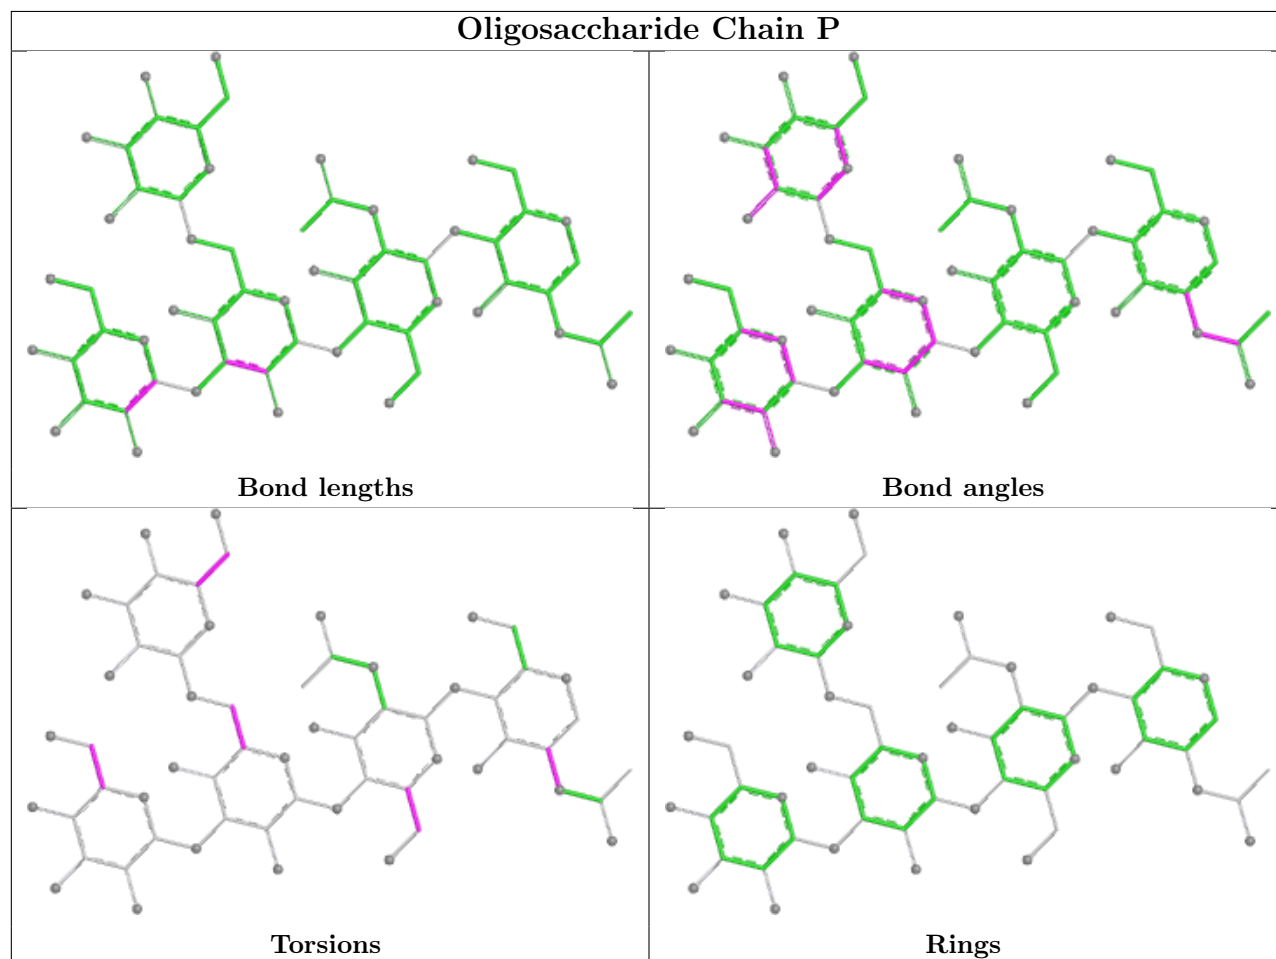 Oligosaccharide Chain P
Bond lengths
Bond angles
Torsions
Rings